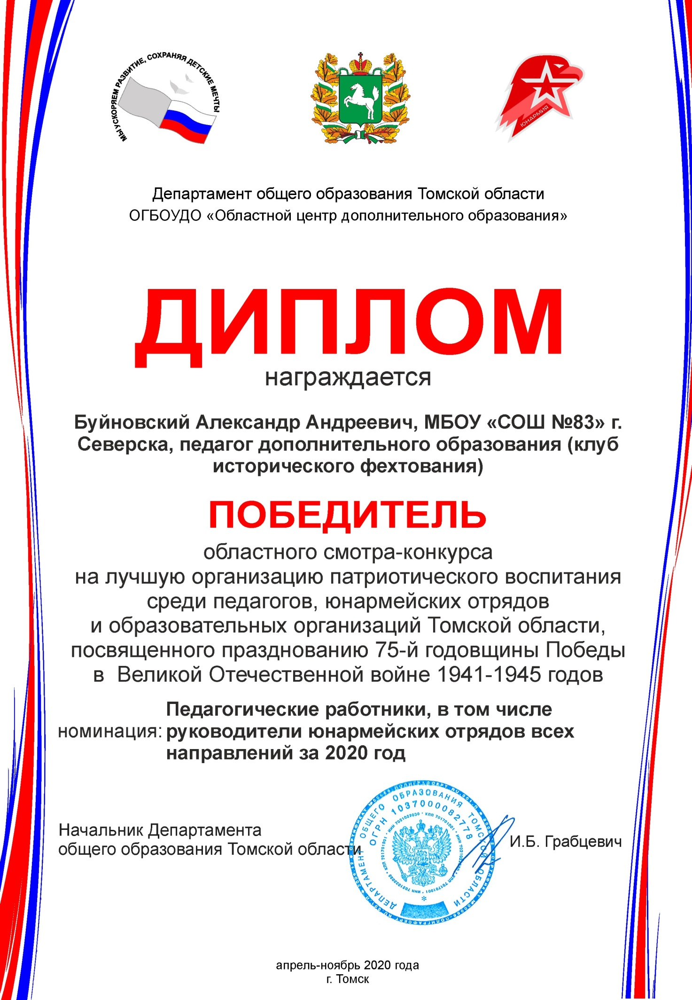 МЫ УСКОРЯЕМ РАЗВИТИЕ, СОХРАНЯЯ ДЕТСКИЕ МЕЧТЫ
ЮНАРМИЯ
Департамент общего образования Томской области
ОГБОУДО «Областной центр дополнительного образования»
ДИПЛОМ
награждается
Буйновский Александр Андреевич, МБОУ «СОШ №83» г.
Северска, педагог дополнительного образования (клуб
исторического фехтования)
ПОБЕДИТЕЛЬ
областного смотра-конкурса
на лучшую организацию патриотического воспитания
среди педагогов, юнармейских отрядов
и образовательных организаций Томской области,
посвященного празднованию 75-й годовщины Победы
в Великой Отечественной войне 1941-1945 годов
Педагогические работники, в том числе
номинация: руководители юнармейских отрядов всех
направлений за 2020 год
Начальник Департамента
общего образования Томской области
И.Б. Грабцевич
ДЕПАРТАМЕНТ ОБЩЕГО ОБРАЗОВАНИЯ ТОМСКОЙ ОБЛАСТИ
ОГРН 1037000082778
апрель-ноябрь 2020 года
г. Томск